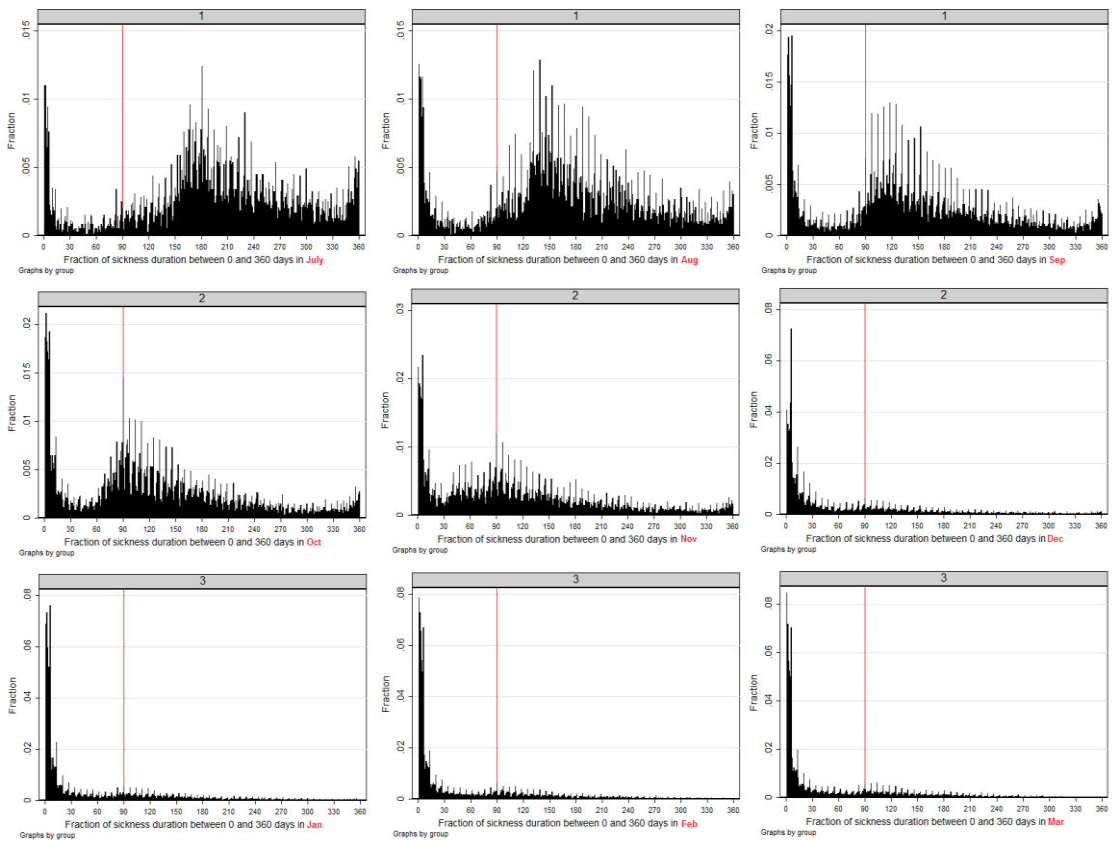 1
Fraction
0
.005
.01
.015
0 30 60 90 120 150 180 210 240 270 300 330 360
Fraction of sickness duration between 0 and 360 days in July
Graphs by group
1
Fraction
0
.005
.01
.015
0 30 60 90 120 150 180 210 240 270 300 330 360
Fraction of sickness duration between 0 and 360 days in Aug
Graphs by group
1
Fraction
0
.005
.01
.015
.02
0 30 60 90 120 150 180 210 240 270 300 330 360
Fraction of sickness duration between 0 and 360 days in Sep
Graphs by group
2
Fraction
0
.005
.01
.015
.02
0 30 60 90 120 150 180 210 240 270 300 330 360
Fraction of sickness duration between 0 and 360 days in Oct
Graphs by group
2
Fraction
0
.01
.02
.03
0 30 60 90 120 150 180 210 240 270 300 330 360
Fraction of sickness duration between 0 and 360 days in Nov
Graphs by group
2
Fraction
0
.02
.04
.06
.08
0 30 60 90 120 150 180 210 240 270 300 330 360
Fraction of sickness duration between 0 and 360 days in Dec
Graphs by group
3
Fraction
0
.02
.04
.06
.08
0 30 60 90 120 150 180 210 240 270 300 330 360
Fraction of sickness duration between 0 and 360 days in Jan
Graphs by group
3
Fraction
0
.02
.04
.06
.08
0 30 60 90 120 150 180 210 240 270 300 330 360
Fraction of sickness duration between 0 and 360 days in Feb
Graphs by group
3
Fraction
0
.02
.04
.06
.08
0 30 60 90 120 150 180 210 240 270 300 330 360
Fraction of sickness duration between 0 and 360 days in Mar
Graphs by group